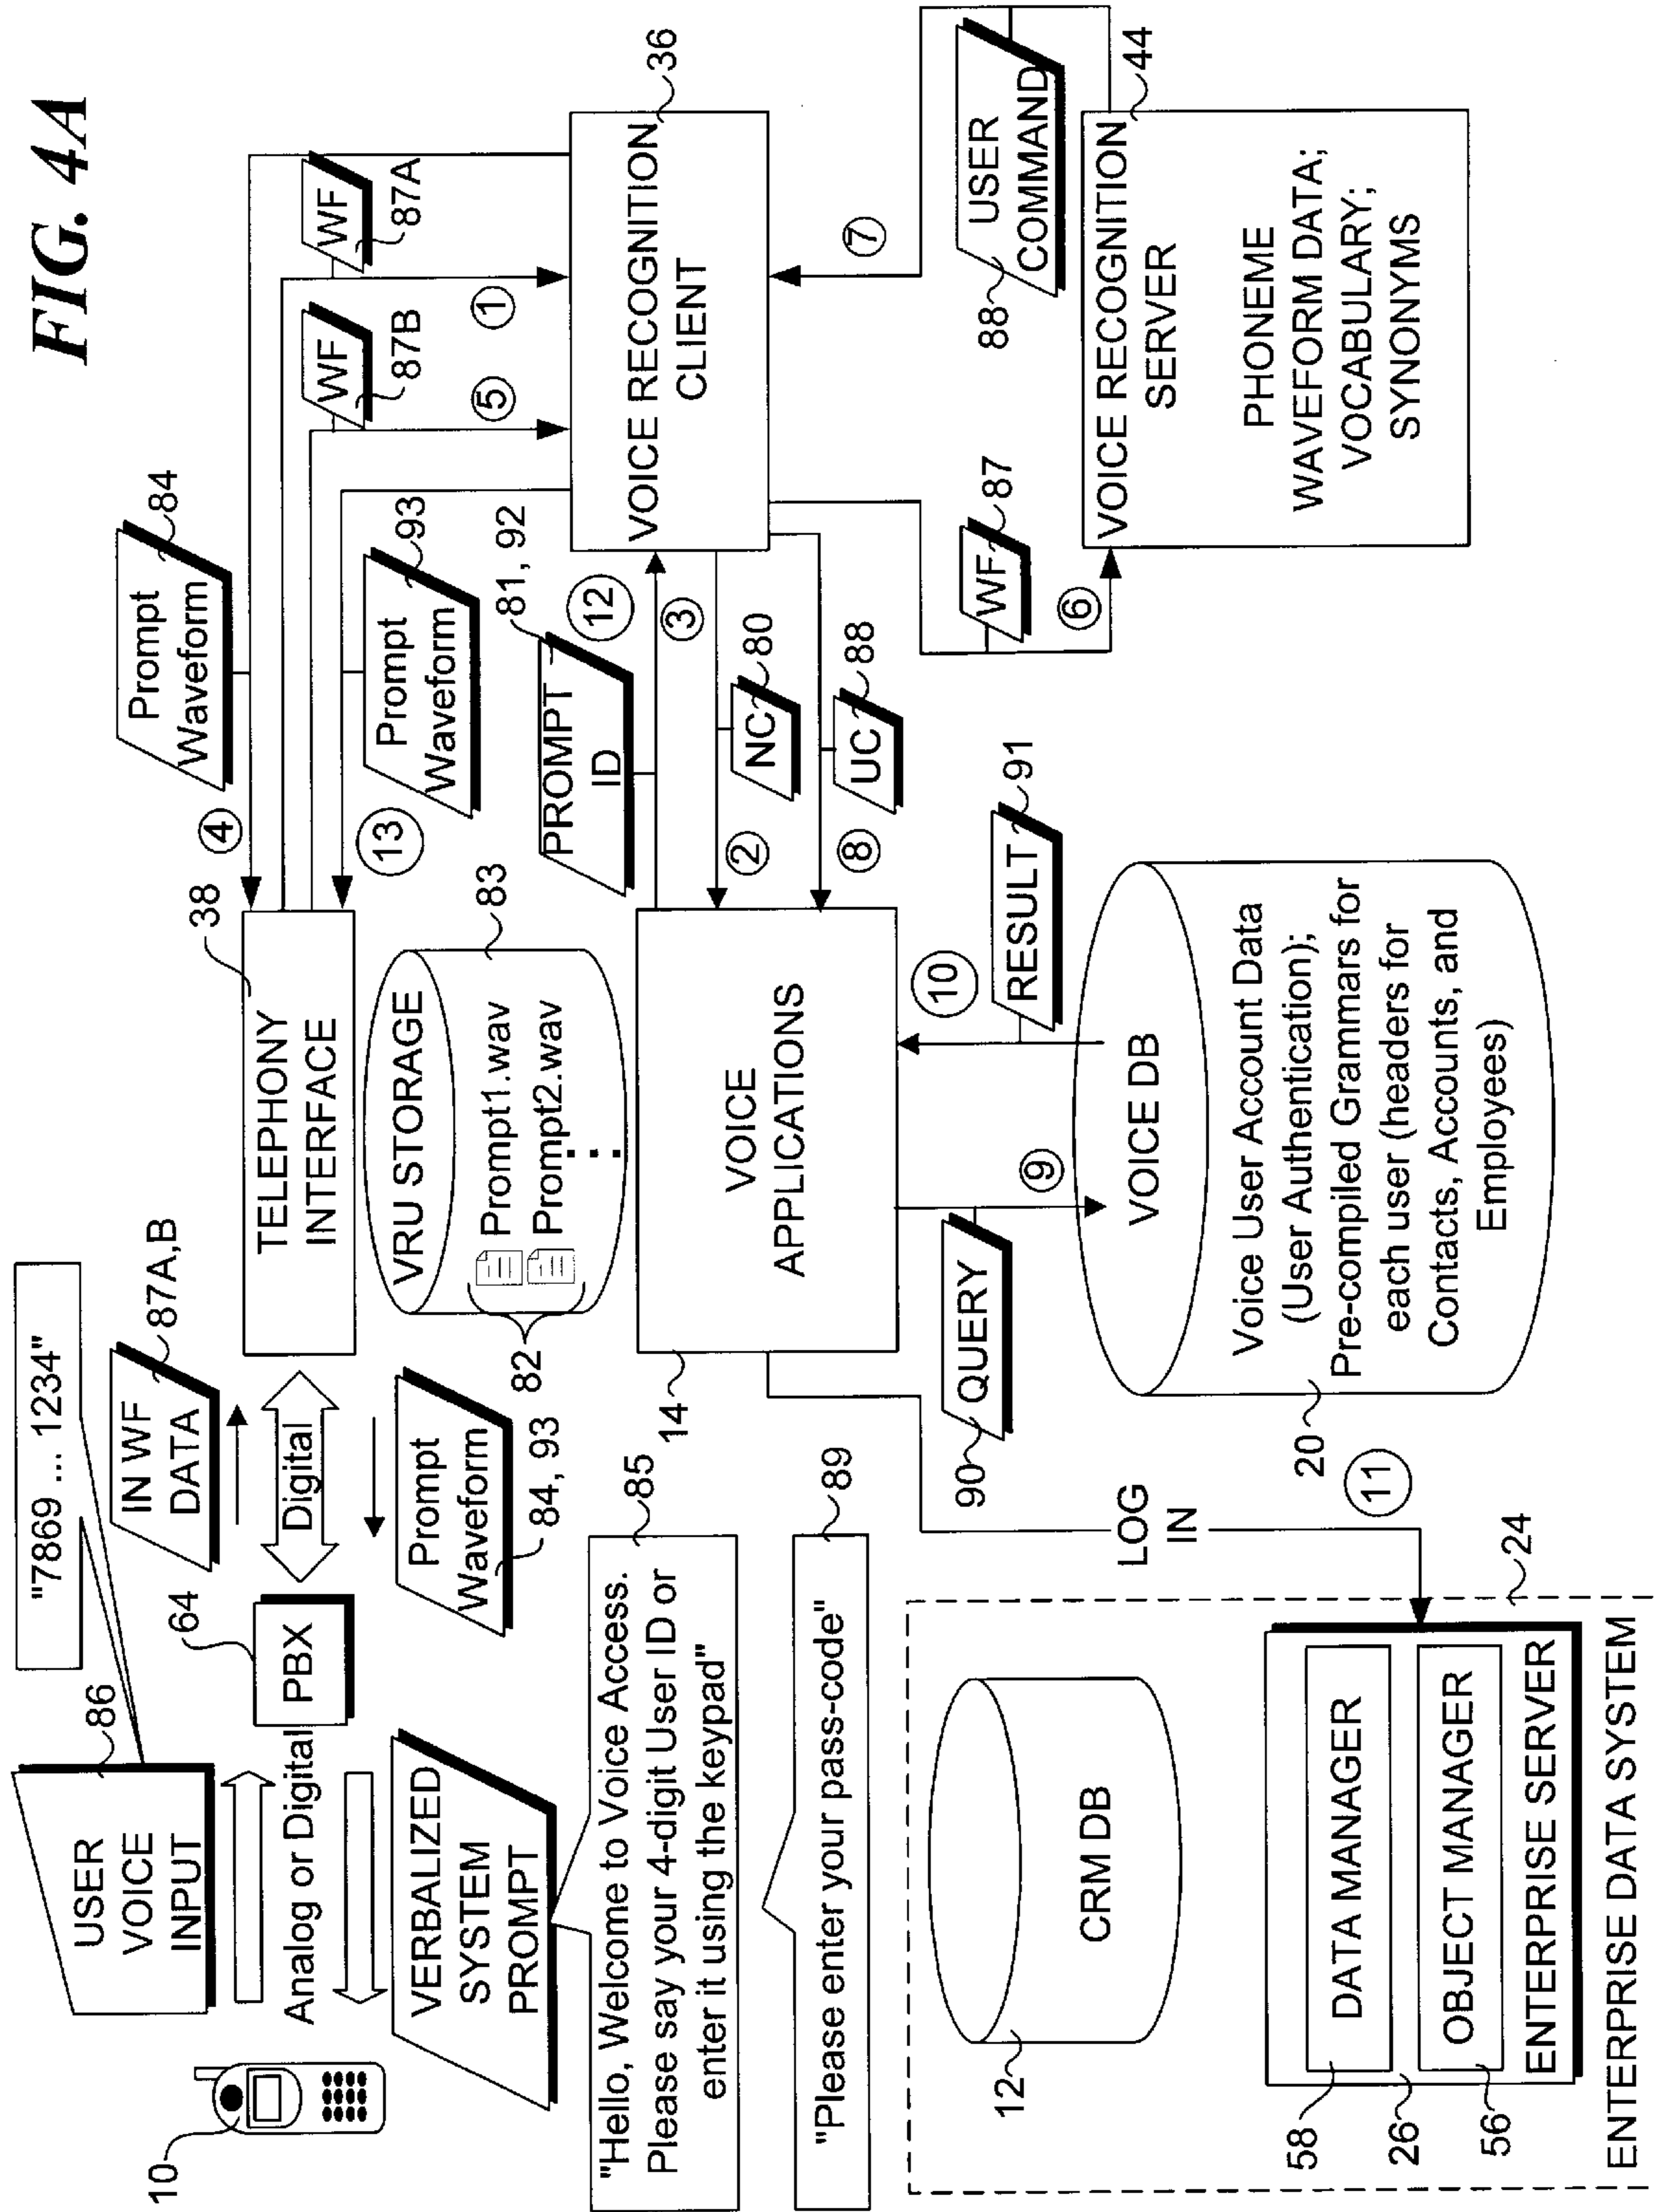 FIG. 4A
"7869 ... 1234"
86
USER
VOICE
INPUT
64
PBX
IN WF
DATA
87A,B
Digital
Analog or Digital
10
VERBALIZED
SYSTEM
PROMPT
Prompt
Waveform
84, 93
38
TELEPHONY
INTERFACE
4
Prompt
Waveform
84
WF
87A
WF
87B
1
5
13
Prompt
Waveform
93
36
VOICE RECOGNITION
CLIENT
"Hello, Welcome to Voice Access.
Please say your 4-digit User ID or
enter it using the keypad"
85
"Please enter your pass-code"
89
VRU STORAGE
83
Prompt1.wav
Prompt2.wav
82
PROMPT
ID
81, 92
12
3
2
NC
80
8
UC
88
14
VOICE
APPLICATIONS
7
USER
COMMAND
88
WF
87
6
VOICE RECOGNITION
SERVER
44
PHONEME
WAVEFORM DATA;
VOCABULARY;
SYNONYMS
QUERY
90
9
10
RESULT
91
VOICE DB
Voice User Account Data
(User Authentication);
Pre-compiled Grammars for
each user (headers for
Contacts, Accounts, and
Employees)
20
11
LOG
IN
24
12
CRM DB
58
DATA MANAGER
26
OBJECT MANAGER
56
ENTERPRISE SERVER
ENTERPRISE DATA SYSTEM